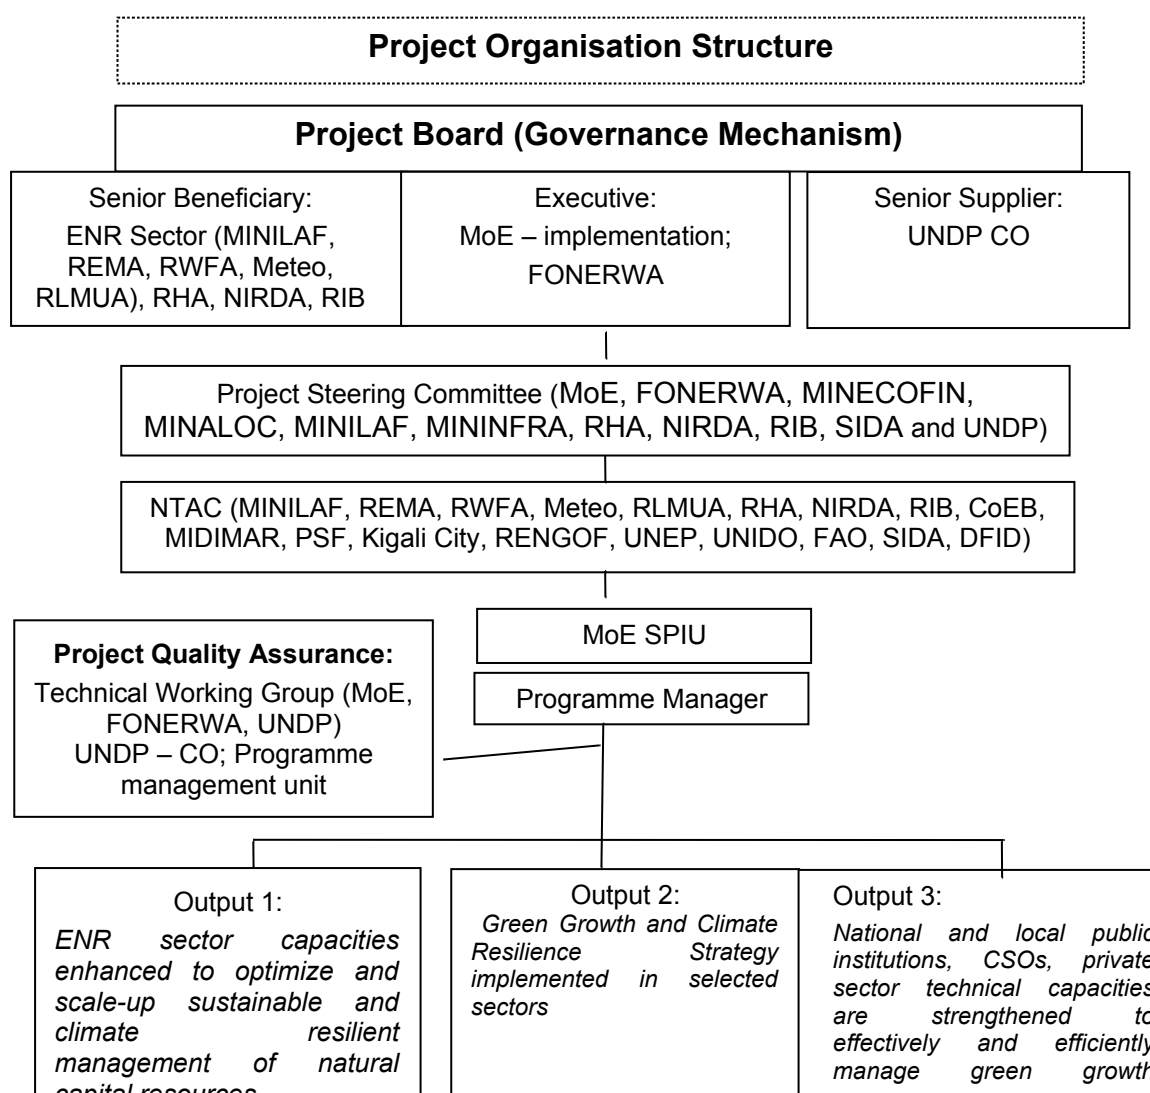 Project Organisation Structure
Project Board (Governance Mechanism)
Senior Beneficiary:
ENR Sector (MINILAF,
REMA, RWFA, Meteo,
RLMUA), RHA, NIRDA, RIB
Executive:
MoE – implementation;
FONERWA
Senior Supplier:
UNDP CO
Project Steering Committee (MoE, FONERWA, MINECOFIN,
MINALOC, MINILAF, MININFRA, RHA, NIRDA, RIB, SIDA and UNDP)
NTAC (MINILAF, REMA, RWFA, Meteo, RLMUA, RHA, NIRDA, RIB, CoEB,
MIDIMAR, PSF, Kigali City, RENGOF, UNEP, UNIDO, FAO, SIDA, DFID)
MoE SPIU
Programme Manager
Project Quality Assurance:
Technical Working Group (MoE,
FONERWA, UNDP)
UNDP – CO; Programme
management unit
Output 1:
ENR sector capacities
enhanced to optimize and
scale-up sustainable and
climate resilient
management of natural
capital resources
Output 2:
Green Growth and Climate
Resilience Strategy
implemented in selected
sectors
Output 3:
National and local public
institutions, CSOs, private
sector technical capacities
are strengthened to
effectively and efficiently
manage green growth